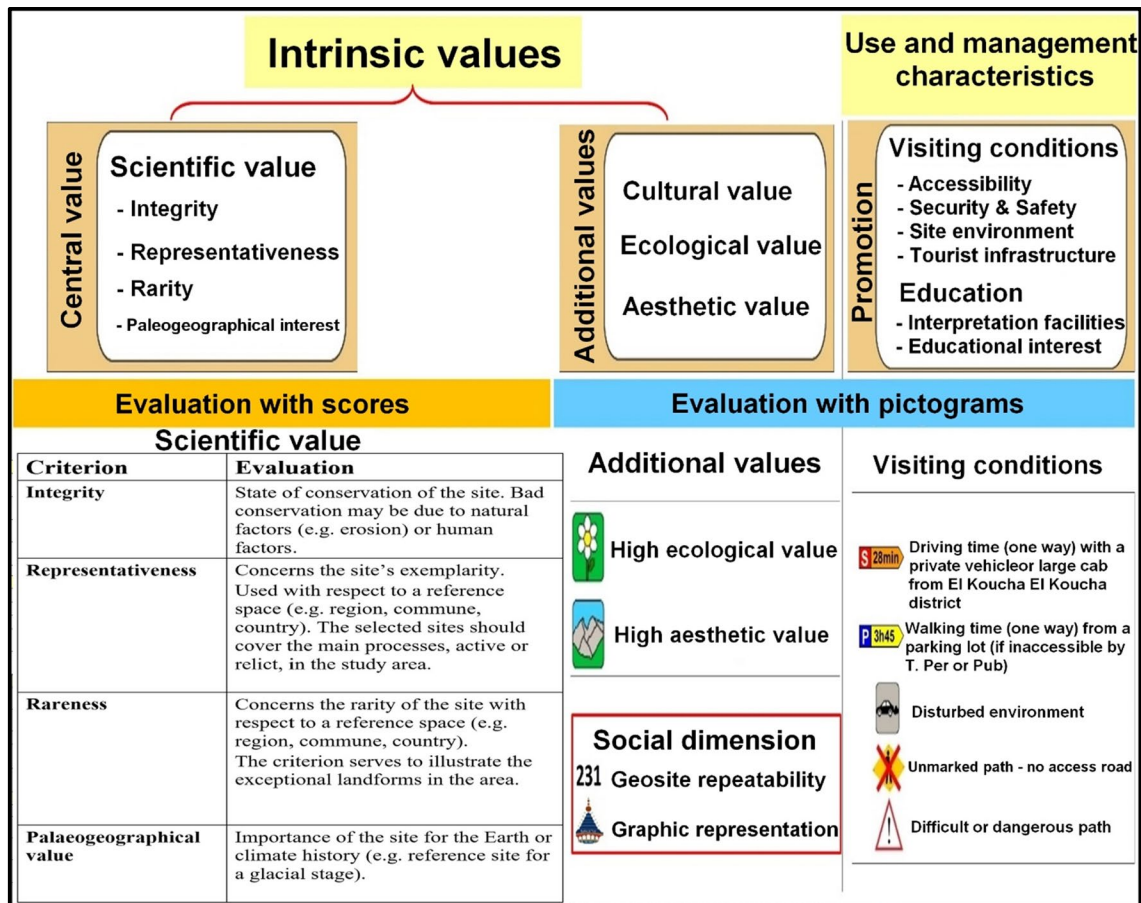 Intrinsic values
Use and management
characteristics
Central value
Scientific value
- Integrity
- Representativeness
- Rarity
- Paleogeographical interest
Additional values
Cultural value
Ecological value
Aesthetic value
Promotion
Visiting conditions
- Accessibility
- Security & Safety
- Site environment
- Tourist infrastructure
Education
- Interpretation facilities
- Educational interest
Evaluation with scores
Evaluation with pictograms
Scientific value
Criterion
Evaluation
Integrity
State of conservation of the site. Bad
conservation may be due to natural
factors (e.g. erosion) or human
factors.
Representativeness
Concerns the site's exemplarity.
Used with respect to a reference
space (e.g. region, commune,
country). The selected sites should
cover the main processes, active or
relict, in the study area.
Rareness
Concerns the rarity of the site with
respect to a reference space (e.g.
region, commune, country).
The criterion serves to illustrate the
exceptional landforms in the area.
Palaeogeographical
value
Importance of the site for the Earth or
climate history (e.g. reference site for
a glacial stage).
Additional values
High ecological value
High aesthetic value
Social dimension
231 Geosite repeatability
Graphic representation
Visiting conditions
S 28min
Driving time (one way) with a
private vehicleor large cab
from El Koucha El Koucha
district
P 3h45
Walking time (one way) from a
parking lot (if inaccessible by
T. Per or Pub)
Disturbed environment
Unmarked path - no access road
!
Difficult or dangerous path